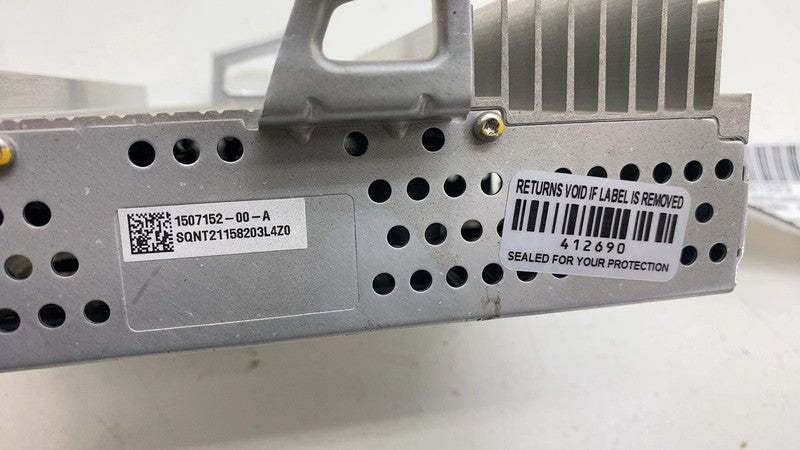 1507152-00-A
SQNT21158203L4Z0
RETURNS VOID IF LABEL IS REMOVED
412690
SEALED FOR YOUR PROTECTION